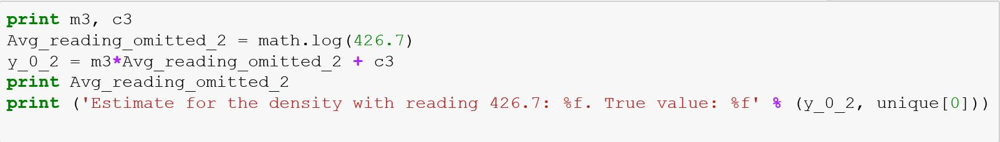 print m3, c3
Avg_reading_omitted_2 = math.log(426.7)
y_0_2 = m3*Avg_reading_omitted_2 + c3
print Avg_reading_omitted_2
print ('Estimate for the density with reading 426.7: %f. True value: %f' % (y_0_2, unique[0]))